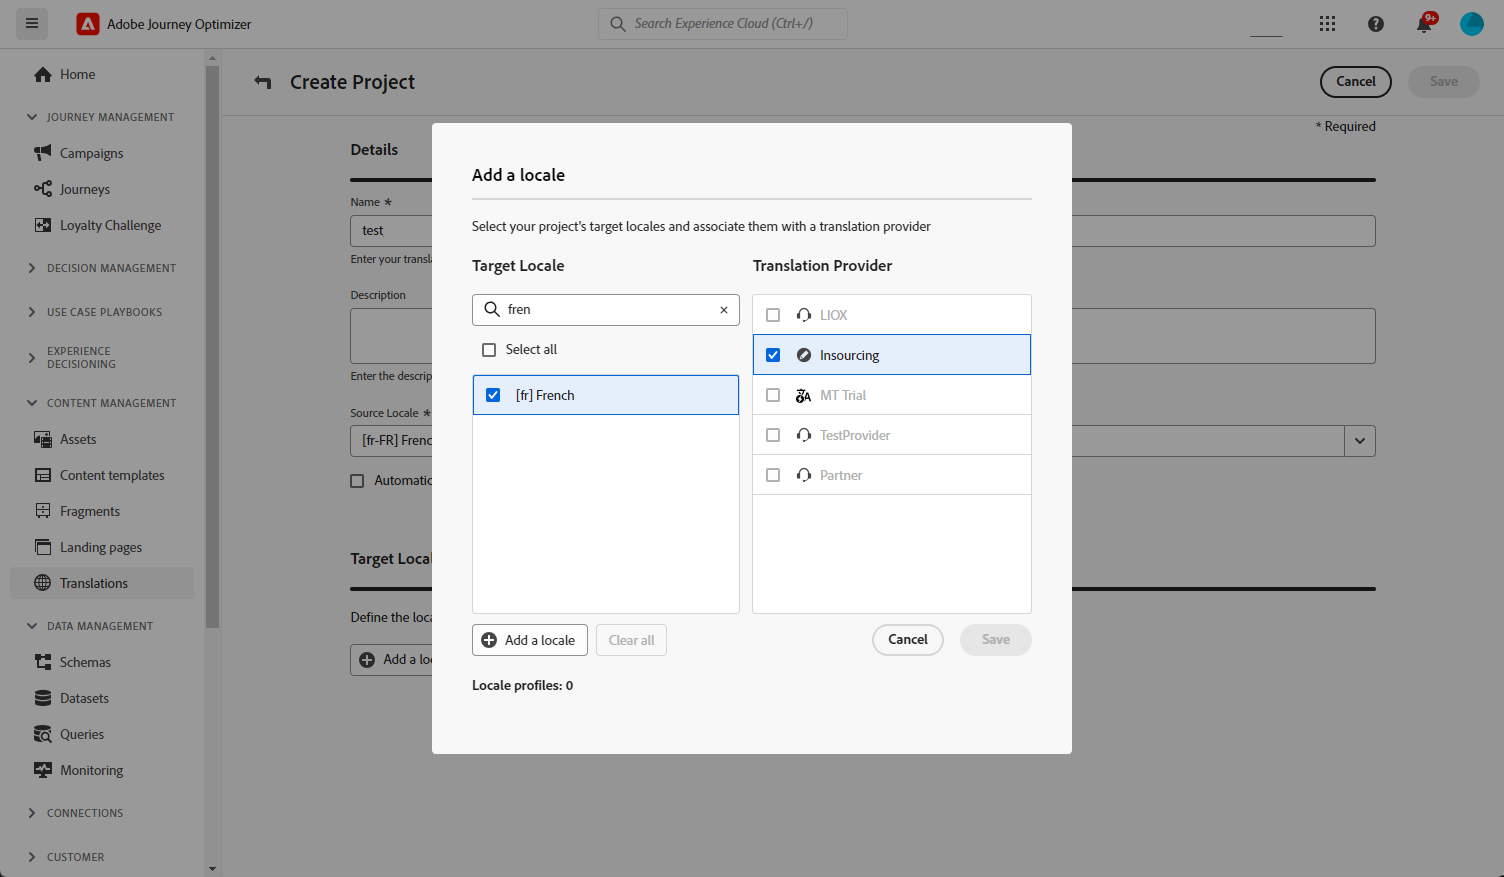 Adobe Journey Optimizer
Search Experience Cloud (Ctrl+/)
9+
Home
JOURNEY MANAGEMENT
Campaigns
Journeys
Loyalty Challenge
DECISION MANAGEMENT
USE CASE PLAYBOOKS
EXPERIENCE
DECISIONING
CONTENT MANAGEMENT
Assets
Content templates
Fragments
Landing pages
Translations
DATA MANAGEMENT
Schemas
Datasets
Queries
Monitoring
CONNECTIONS
CUSTOMER
Create Project
Cancel
Save
* Required
Details
Name *
test
Enter your transl
Description
Enter the descrip
Source Locale *
[fr-FR] Frenc
Automatic
Target Local
Define the loca
Add a loc
Add a locale
Select your project's target locales and associate them with a translation provider
Target Locale
Translation Provider
fren
Select all
[fr] French
LIOX
Insourcing
MT Trial
TestProvider
Partner
Add a locale
Clear all
Cancel
Save
Locale profiles: 0